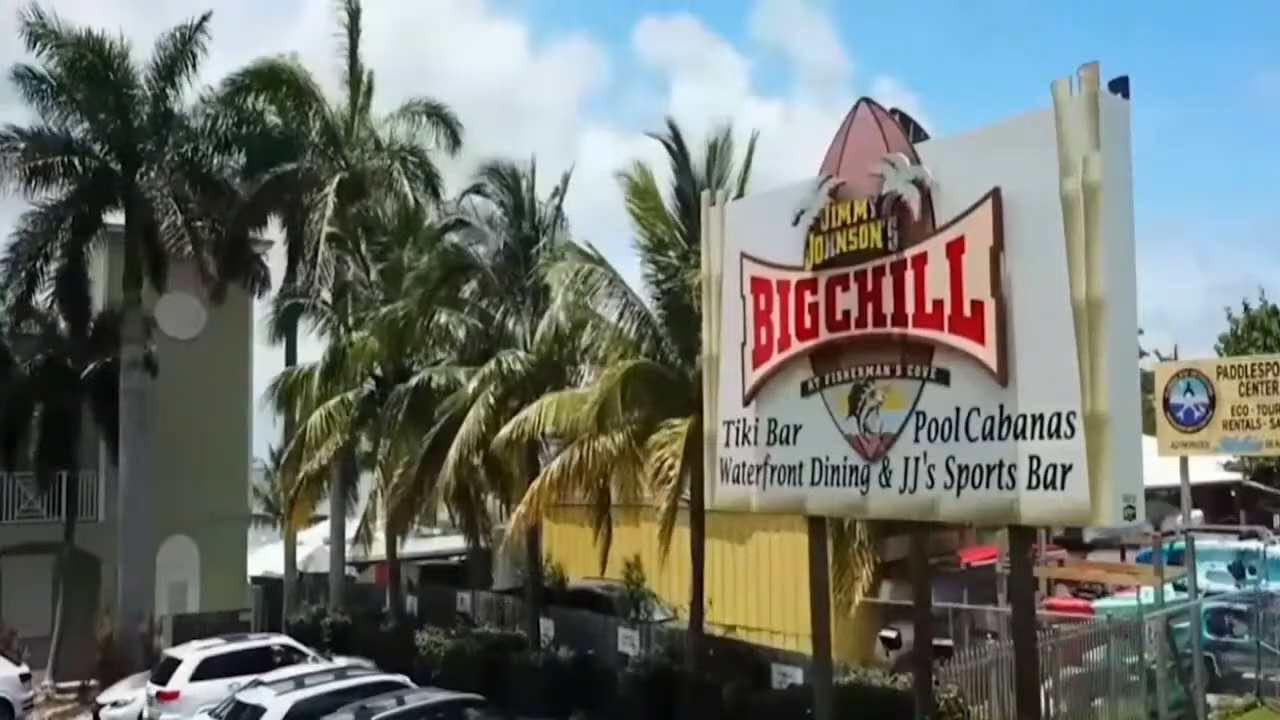 JIMMY
JOHNSON'S
BIG CHILL
AT FISHERMAN'S COVE
Tiki Bar
Pool Cabanas
Waterfront Dining & JJ's Sports Bar
PADDLESPO
CENTER
ECO-TOUR
RENTALS-SA